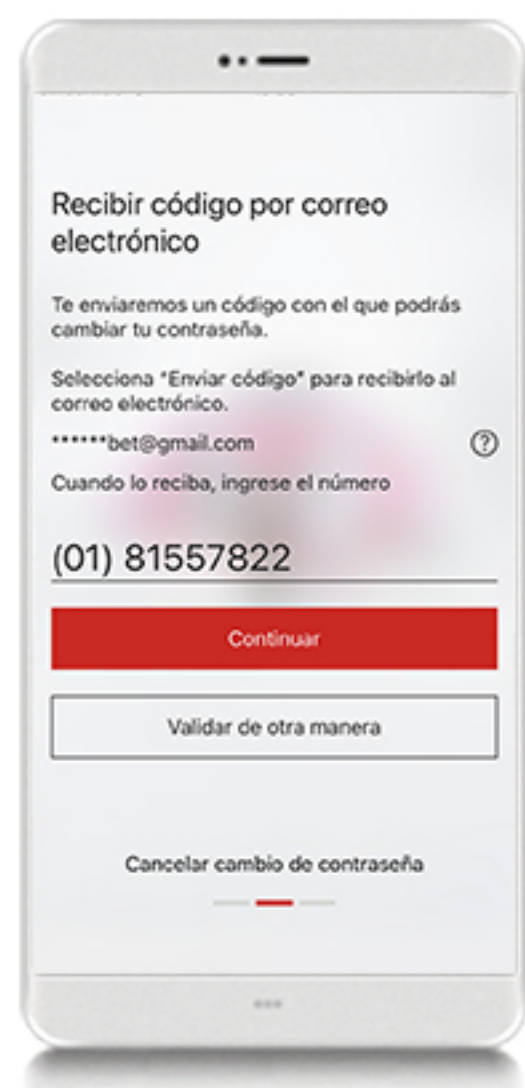 Recibir código por correo
electrónico
Te enviaremos un código con el que podrás
cambiar tu contraseña.
Selecciona "Enviar código" para recibirlo al
correo electrónico.
******bet@gmail.com
?
Cuando lo reciba, ingrese el número
(01) 81557822
Continuar
Validar de otra manera
Cancelar cambio de contraseña